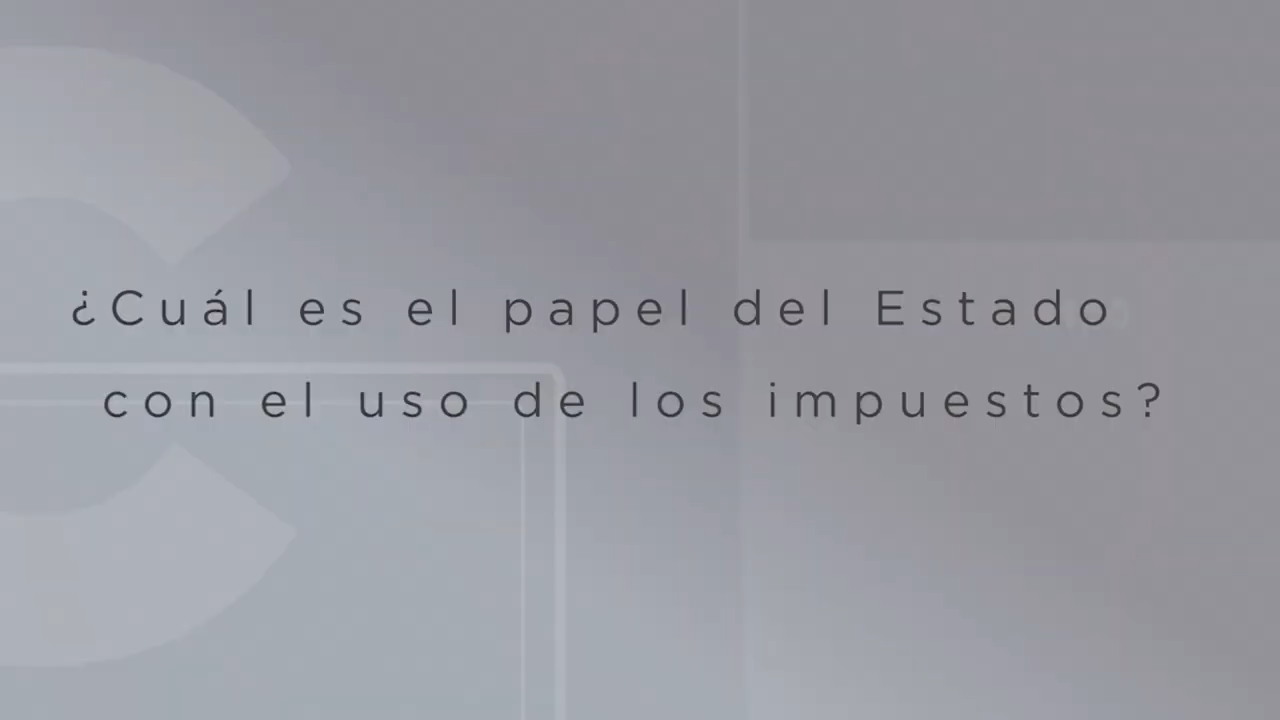 ¿Cuál es el papel del Estado
con el uso de los impuestos?